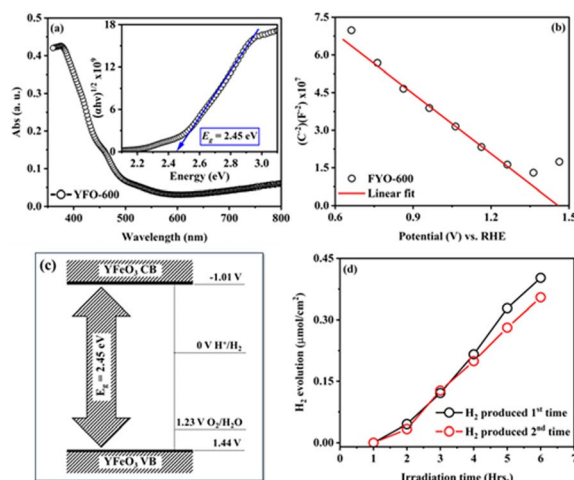 (a)
Abs (a. u.)
0.5
0.4
0.3
0.2
0.1
0.0
400 500 600 700 800
Wavelength (nm)
YFO-600
(αhv)^1/2 x10^9
18
12
6
0
2.2 2.4 2.6 2.8 3.0
Energy (eV)
Eg = 2.45 eV
(b)
(C^-2)(F^-2) x10^7
7.5
6.0
4.5
3.0
1.5
0.0
0.6 0.9 1.2 1.5
Potential (V) vs. RHE
FYO-600
Linear fit
(c)
YFeO3 CB
-1.01 V
Eg = 2.45 eV
0 V H+/H2
1.23 V O2/H2O
1.44 V
YFeO3 VB
(d)
H2 evolution (μmol/cm2)
0.45
0.30
0.15
0.00
0 1 2 3 4 5 6 7
Irradiation time (Hrs.)
H2 produced 1st time
H2 produced 2nd time